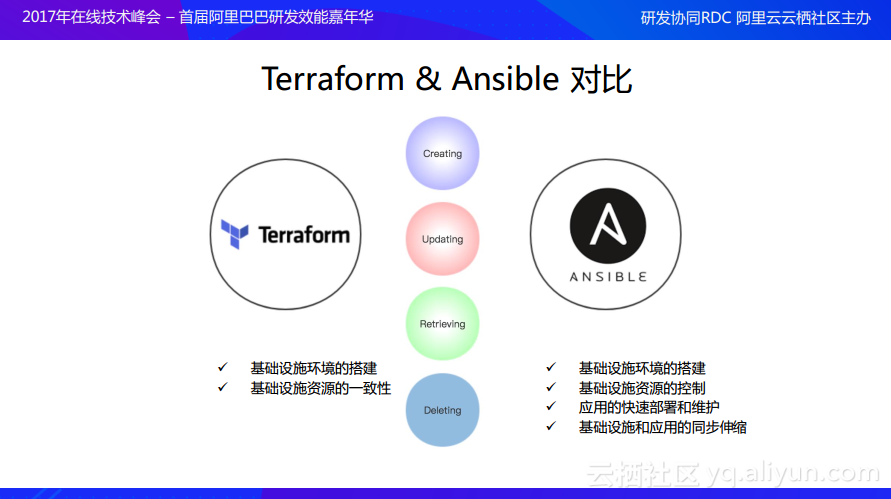 2017年在线技术峰会 – 首届阿里巴巴研发效能嘉年华
研发协同RDC 阿里云云栖社区主办
Terraform & Ansible 对比
Creating
Terraform
Updating
ANSIBLE
Retrieving
✓ 基础设施环境的搭建
✓ 基础设施资源的一致性
Deleting
✓ 基础设施环境的搭建
✓ 基础设施资源的控制
✓ 应用的快速部署和维护
✓ 基础设施和应用的同步伸缩
云栖社区 yq.aliyun.com